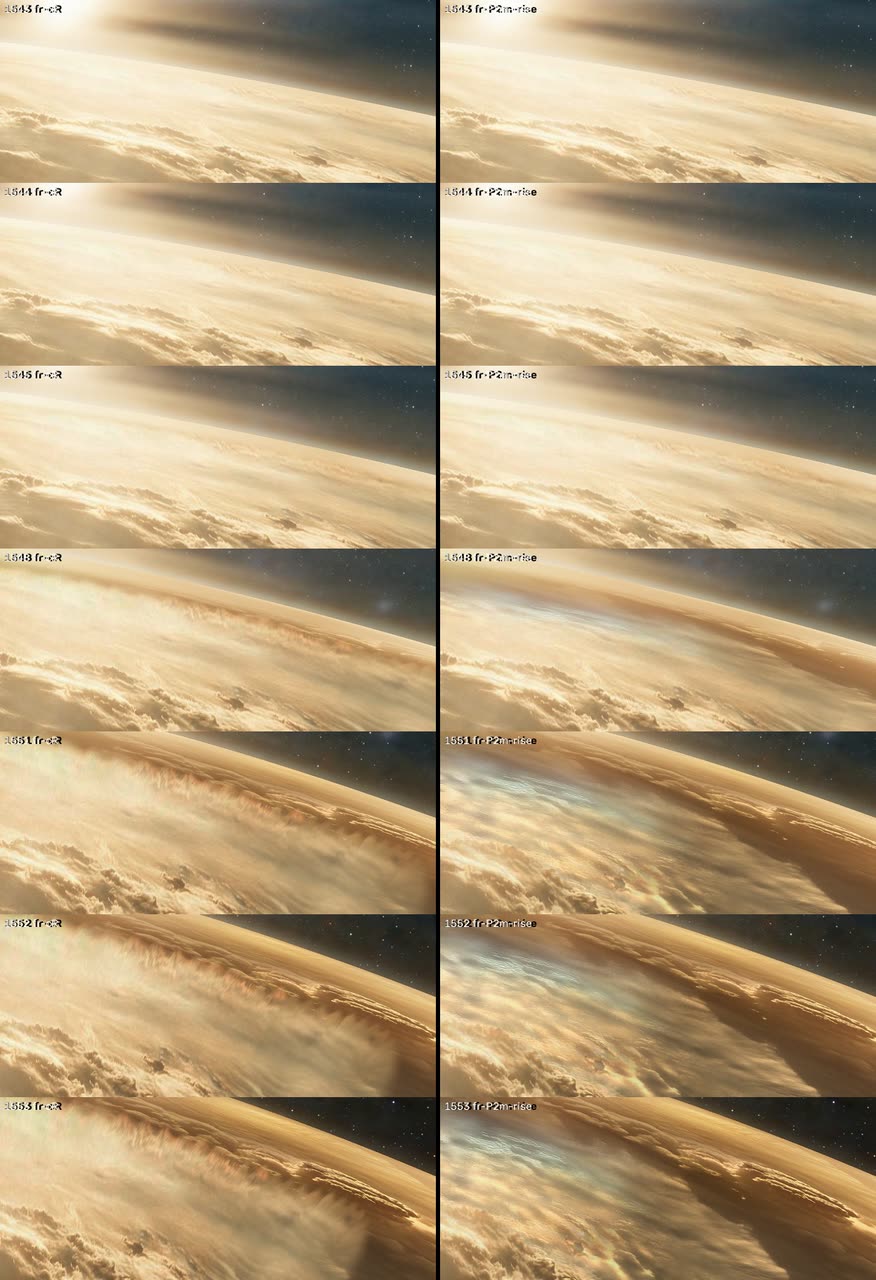 1543 fr-cR
1543 fr-P2m-rise
1544 fr-cR
1544 fr-P2m-rise
1545 fr-cR
1545 fr-P2m-rise
1548 fr-cR
1548 fr-P2m-rise
1551 fr-cR
1551 fr-P2m-rise
1552 fr-cR
1552 fr-P2m-rise
1553 fr-cR
1553 fr-P2m-rise